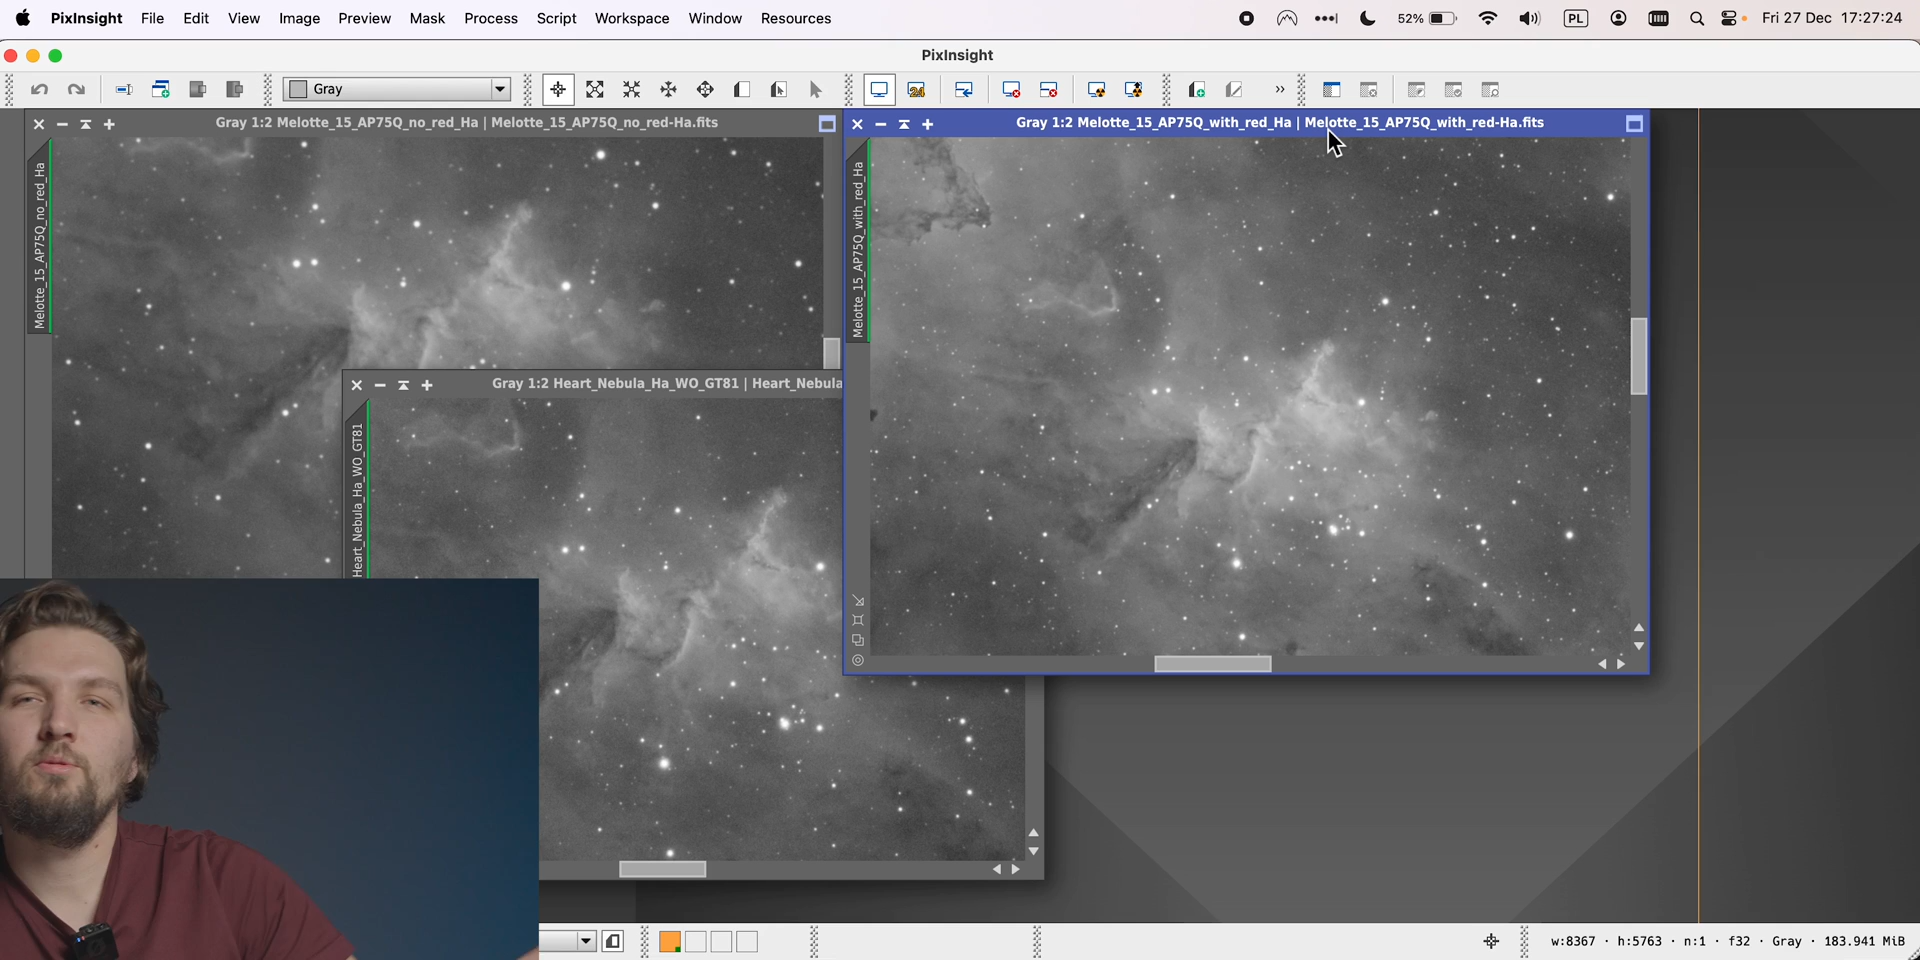 PixInsight File Edit View Image Preview Mask Process Script Workspace Window Resources
52% PL Fri 27 Dec 17:27:24
PixInsight
Gray
Gray 1:2 Melotte_15_AP75Q_no_red_Ha | Melotte_15_AP75Q_no_red-Ha.fits
Melotte_15_AP75Q_no_red_Ha
Gray 1:2 Melotte_15_AP75Q_with_red_Ha | Melotte_15_AP75Q_with_red-Ha.fits
Melotte_15_AP75Q_with_red_Ha
Gray 1:2 Heart_Nebula_Ha_WO_GT81 | Heart_Nebula
Heart_Nebula_Ha_WO_GT81
w:8367 · h:5763 · n:1 · f32 · Gray · 183.941 MiB